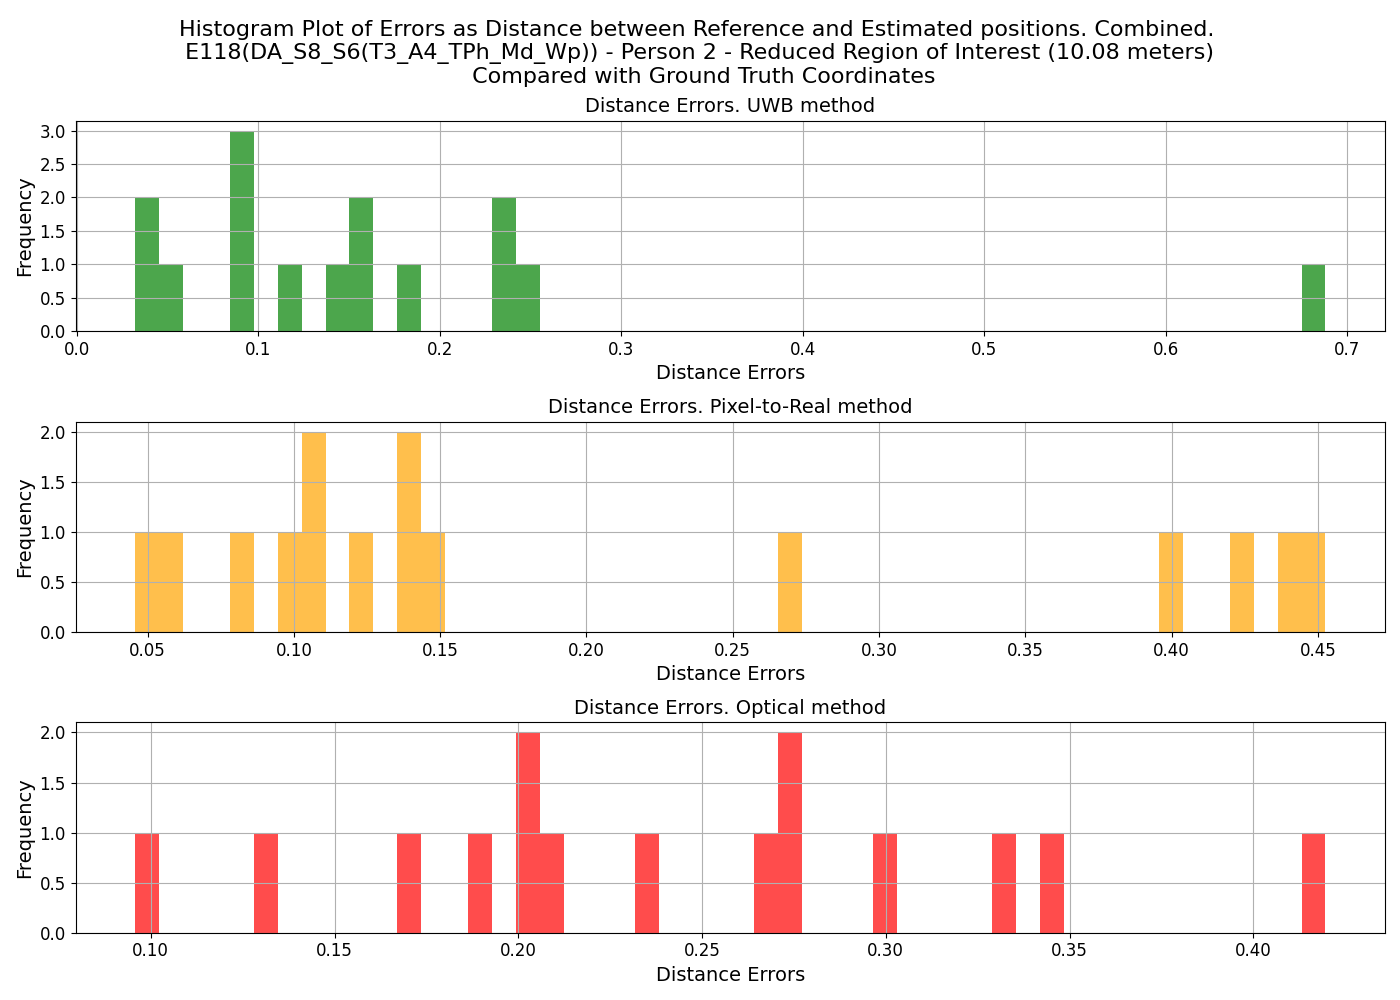 Histogram Plot of Errors as Distance between Reference and Estimated positions. Combined.
E118(DA_S8_S6(T3_A4_TPh_Md_Wp)) - Person 2 - Reduced Region of Interest (10.08 meters)
Compared with Ground Truth Coordinates
Distance Errors. UWB method
Frequency
3.0
2.5
2.0
1.5
1.0
0.5
0.0
0.0 0.1 0.2 0.3 0.4 0.5 0.6 0.7
Distance Errors
Distance Errors. Pixel-to-Real method
Frequency
2.0
1.5
1.0
0.5
0.0
0.05 0.10 0.15 0.20 0.25 0.30 0.35 0.40 0.45
Distance Errors
Distance Errors. Optical method
Frequency
2.0
1.5
1.0
0.5
0.0
0.10 0.15 0.20 0.25 0.30 0.35 0.40
Distance Errors